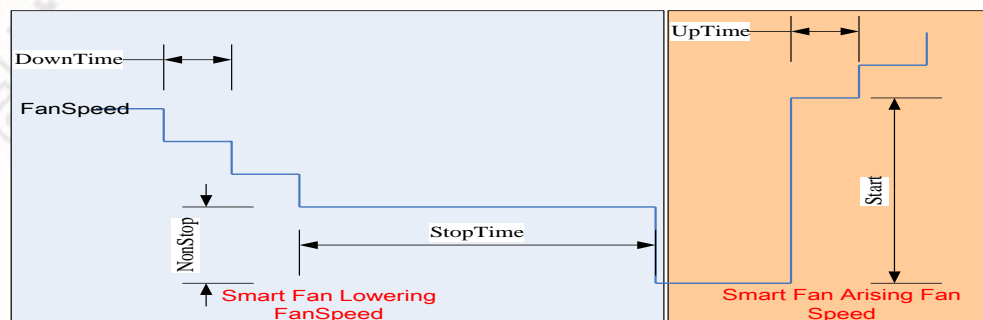 DownTime
FanSpeed
NonStop
StopTime
Smart Fan Lowering
FanSpeed
UpTime
Start
Smart Fan Arising Fan
Speed